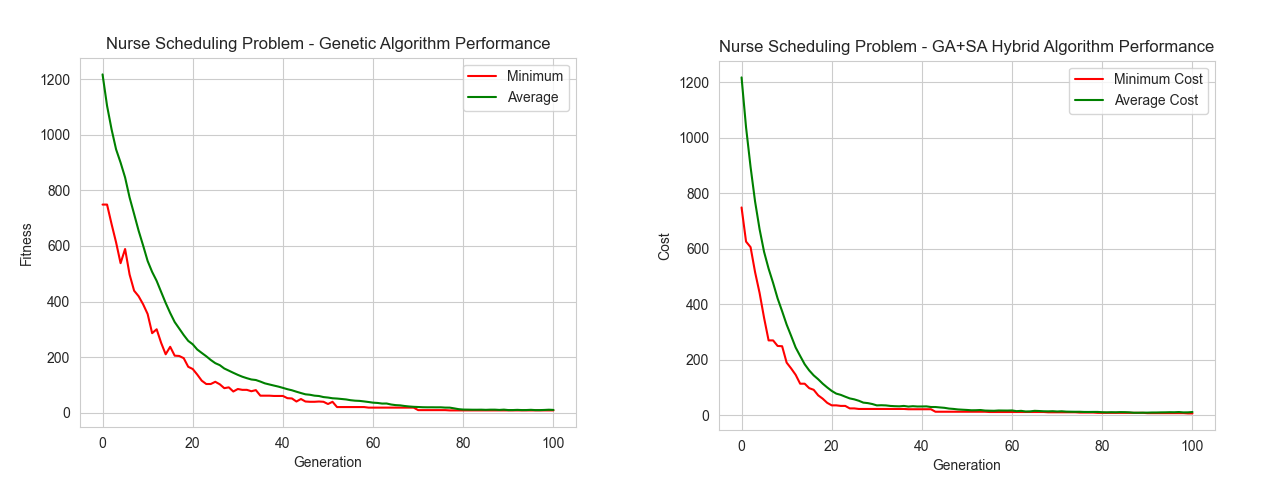 Nurse Scheduling Problem - Genetic Algorithm Performance
Minimum
Average
1200
1000
800
600
400
200
0
Fitness
0 20 40 60 80 100
Generation
Nurse Scheduling Problem - GA+SA Hybrid Algorithm Performance
Minimum Cost
Average Cost
1200
1000
800
600
400
200
0
Cost
0 20 40 60 80 100
Generation